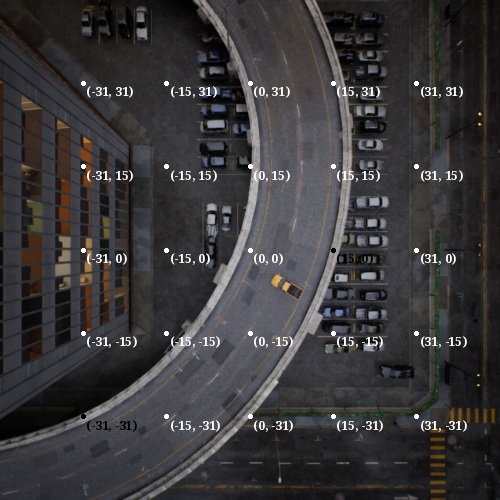 (-31, 31) (-15, 31) (0, 31) (15, 31) (31, 31)
(-31, 15) (-15, 15) (0, 15) (15, 15) (31, 15)
(-31, 0) (-15, 0) (0, 0) (15, 0) (31, 0)
(-31, -15) (-15, -15) (0, -15) (15, -15) (31, -15)
(-31, -31) (-15, -31) (0, -31) (15, -31) (31, -31)